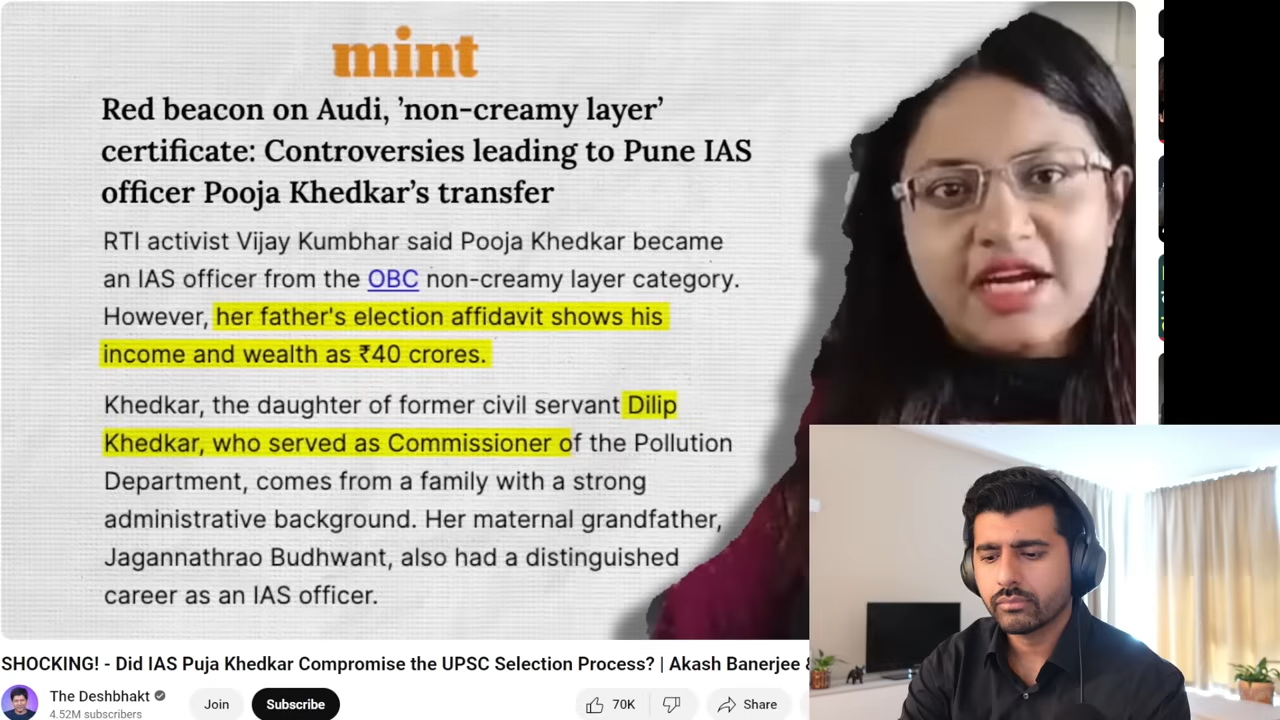 mint
Red beacon on Audi, ’non-creamy layer’
certificate: Controversies leading to Pune IAS
officer Pooja Khedkar’s transfer
RTI activist Vijay Kumbhar said Pooja Khedkar became
an IAS officer from the OBC non-creamy layer category.
However, her father's election affidavit shows his
income and wealth as ₹40 crores.
Khedkar, the daughter of former civil servant Dilip
Khedkar, who served as Commissioner of the Pollution
Department, comes from a family with a strong
administrative background. Her maternal grandfather,
Jagannathrao Budhwant, also had a distinguished
career as an IAS officer.
SHOCKING! - Did IAS Puja Khedkar Compromise the UPSC Selection Process? | Akash Banerjee &
The Deshbhakt
4.52M subscribers
Join
Subscribe
70K
Share